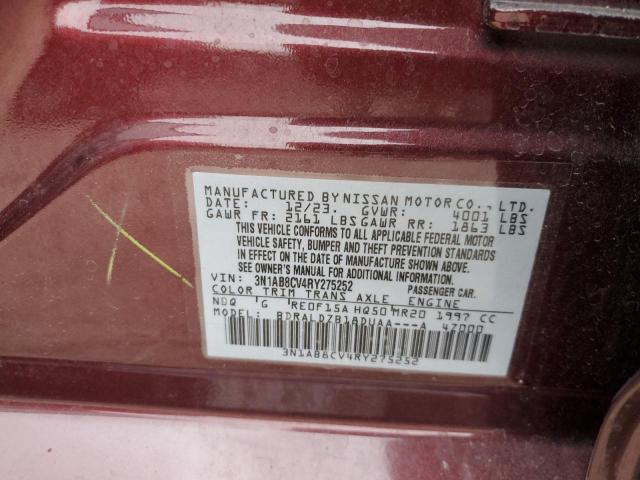 MANUFACTURED BY NISSAN MOTOR CO., LTD.
DATE: 12/23. GVWR: 4001 LBS
GAWR FR: 2161 LBS GAWR RR: 1863 LBS
THIS VEHICLE CONFORMS TO ALL APPLICABLE FEDERAL MOTOR
VEHICLE SAFETY, BUMPER AND THEFT PREVENTION STANDARDS
IN EFFECT ON THE DATE OF MANUFACTURE SHOWN ABOVE.
SEE OWNER'S MANUAL FOR ADDITIONAL INFORMATION.
VIN: 3N1AB8CV4RY275252 PASSENGER CAR.
COLOR TRIM TRANS AXLE ENGINE
NDQ G RE0F15A HQ50 MR20 1997 CC
MODEL: BDRALDZB18DUAA---A 47000
3N1AB8CV4RY275252